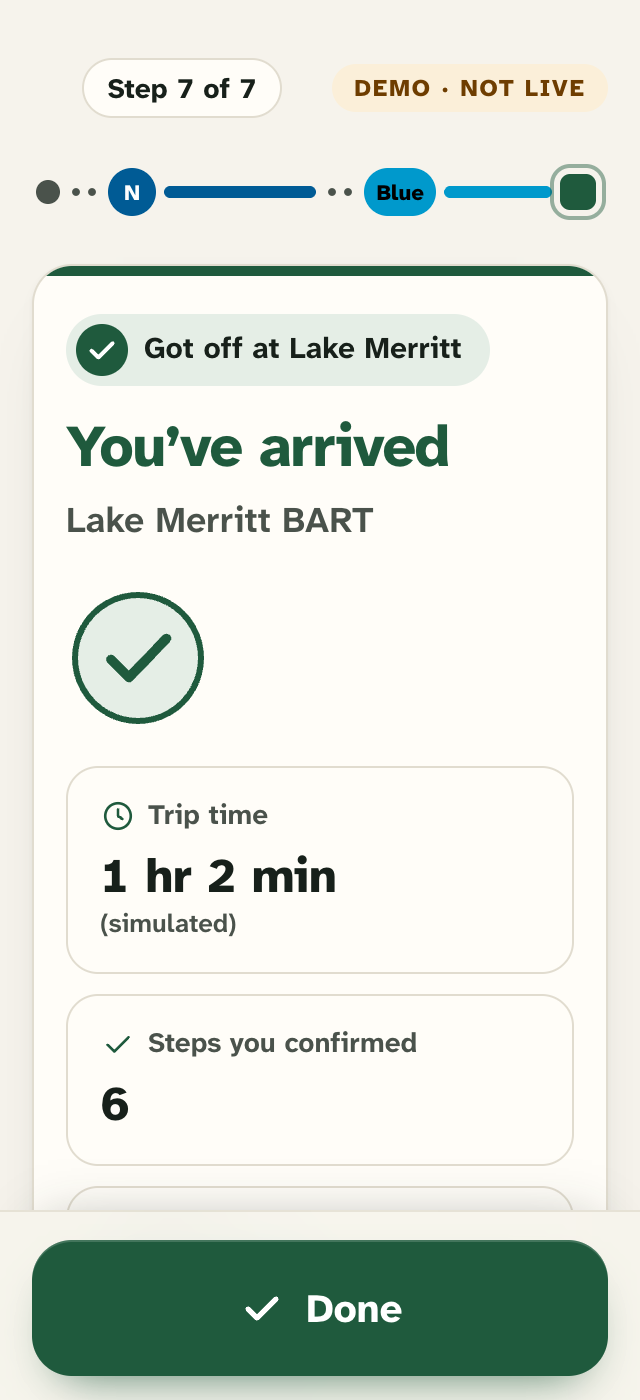 Step 7 of 7
DEMO · NOT LIVE
N
Blue
Got off at Lake Merritt
You’ve arrived
Lake Merritt BART
Trip time
1 hr 2 min
(simulated)
Steps you confirmed
6
Done